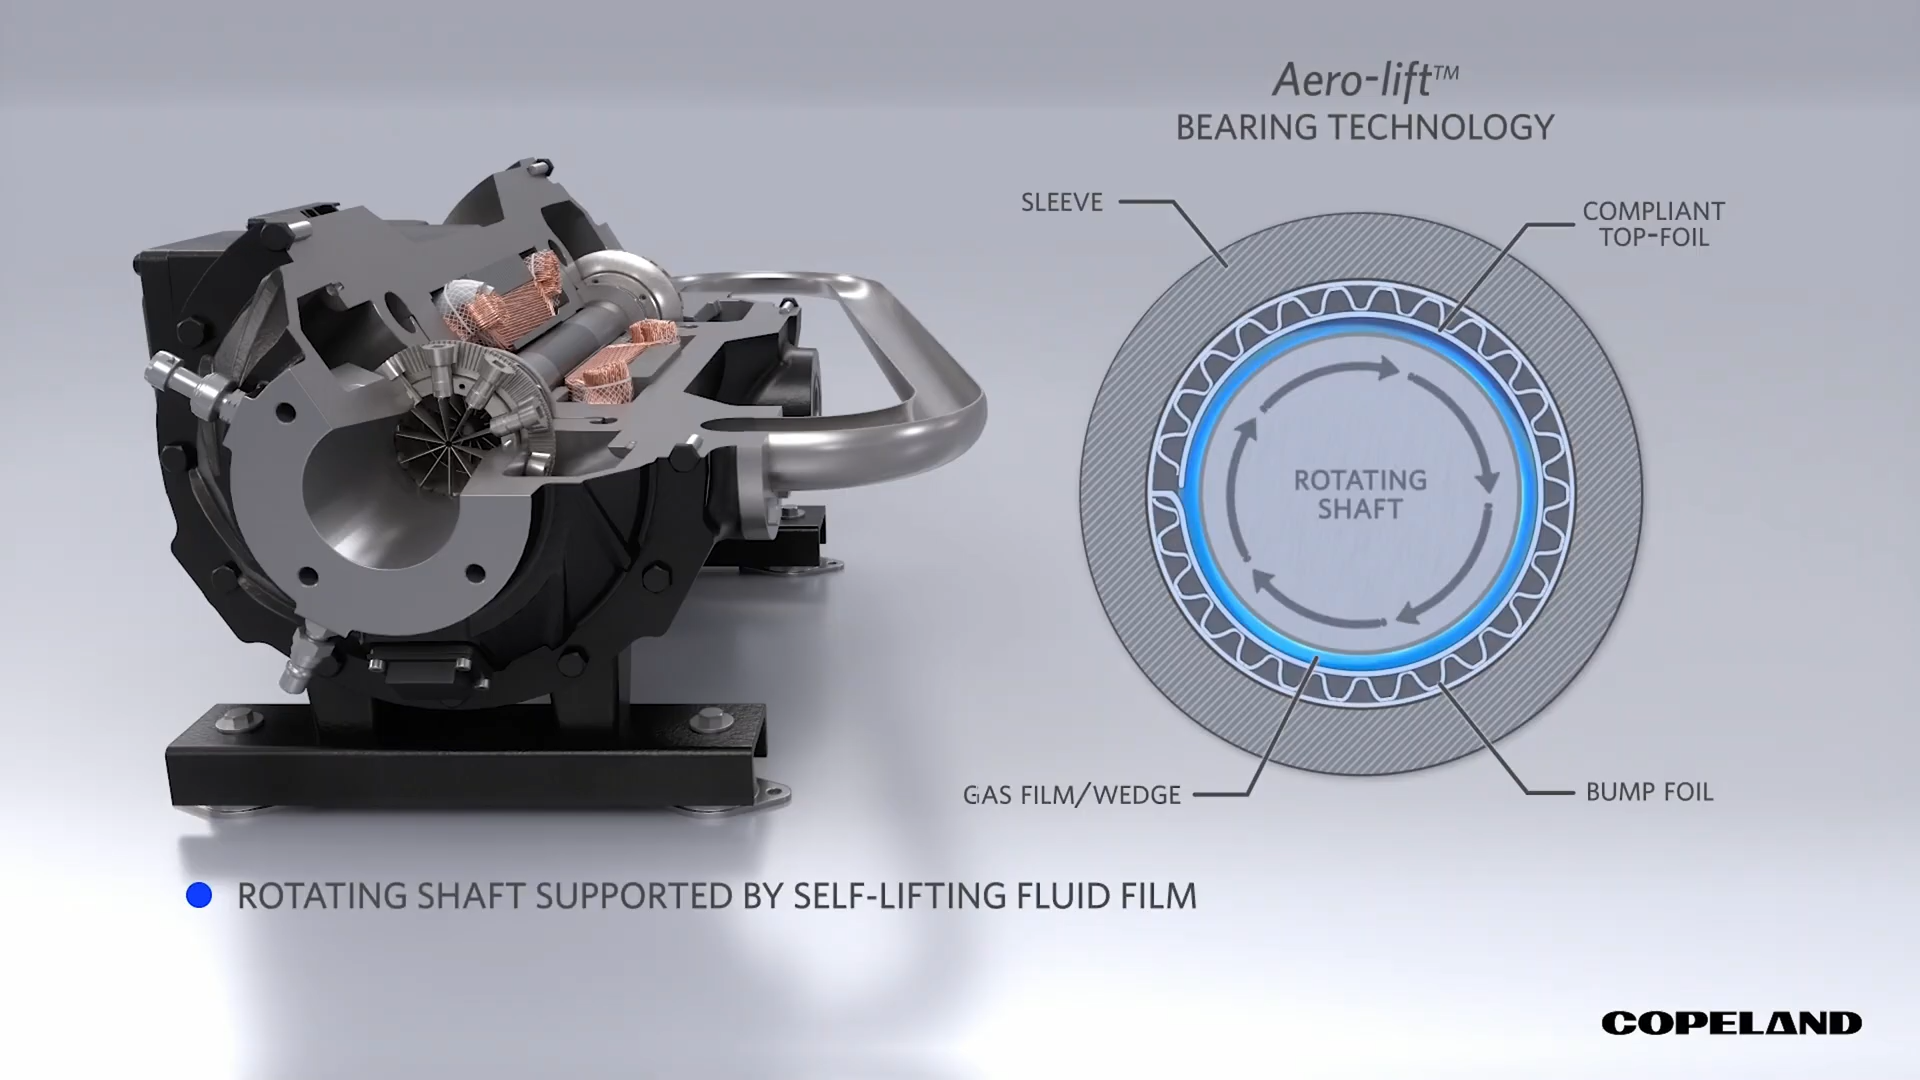 Aero-lift™
BEARING TECHNOLOGY
SLEEVE
COMPLIANT
TOP-FOIL
ROTATING
SHAFT
GAS FILM/WEDGE
BUMP FOIL
ROTATING SHAFT SUPPORTED BY SELF-LIFTING FLUID FILM
COPELAND